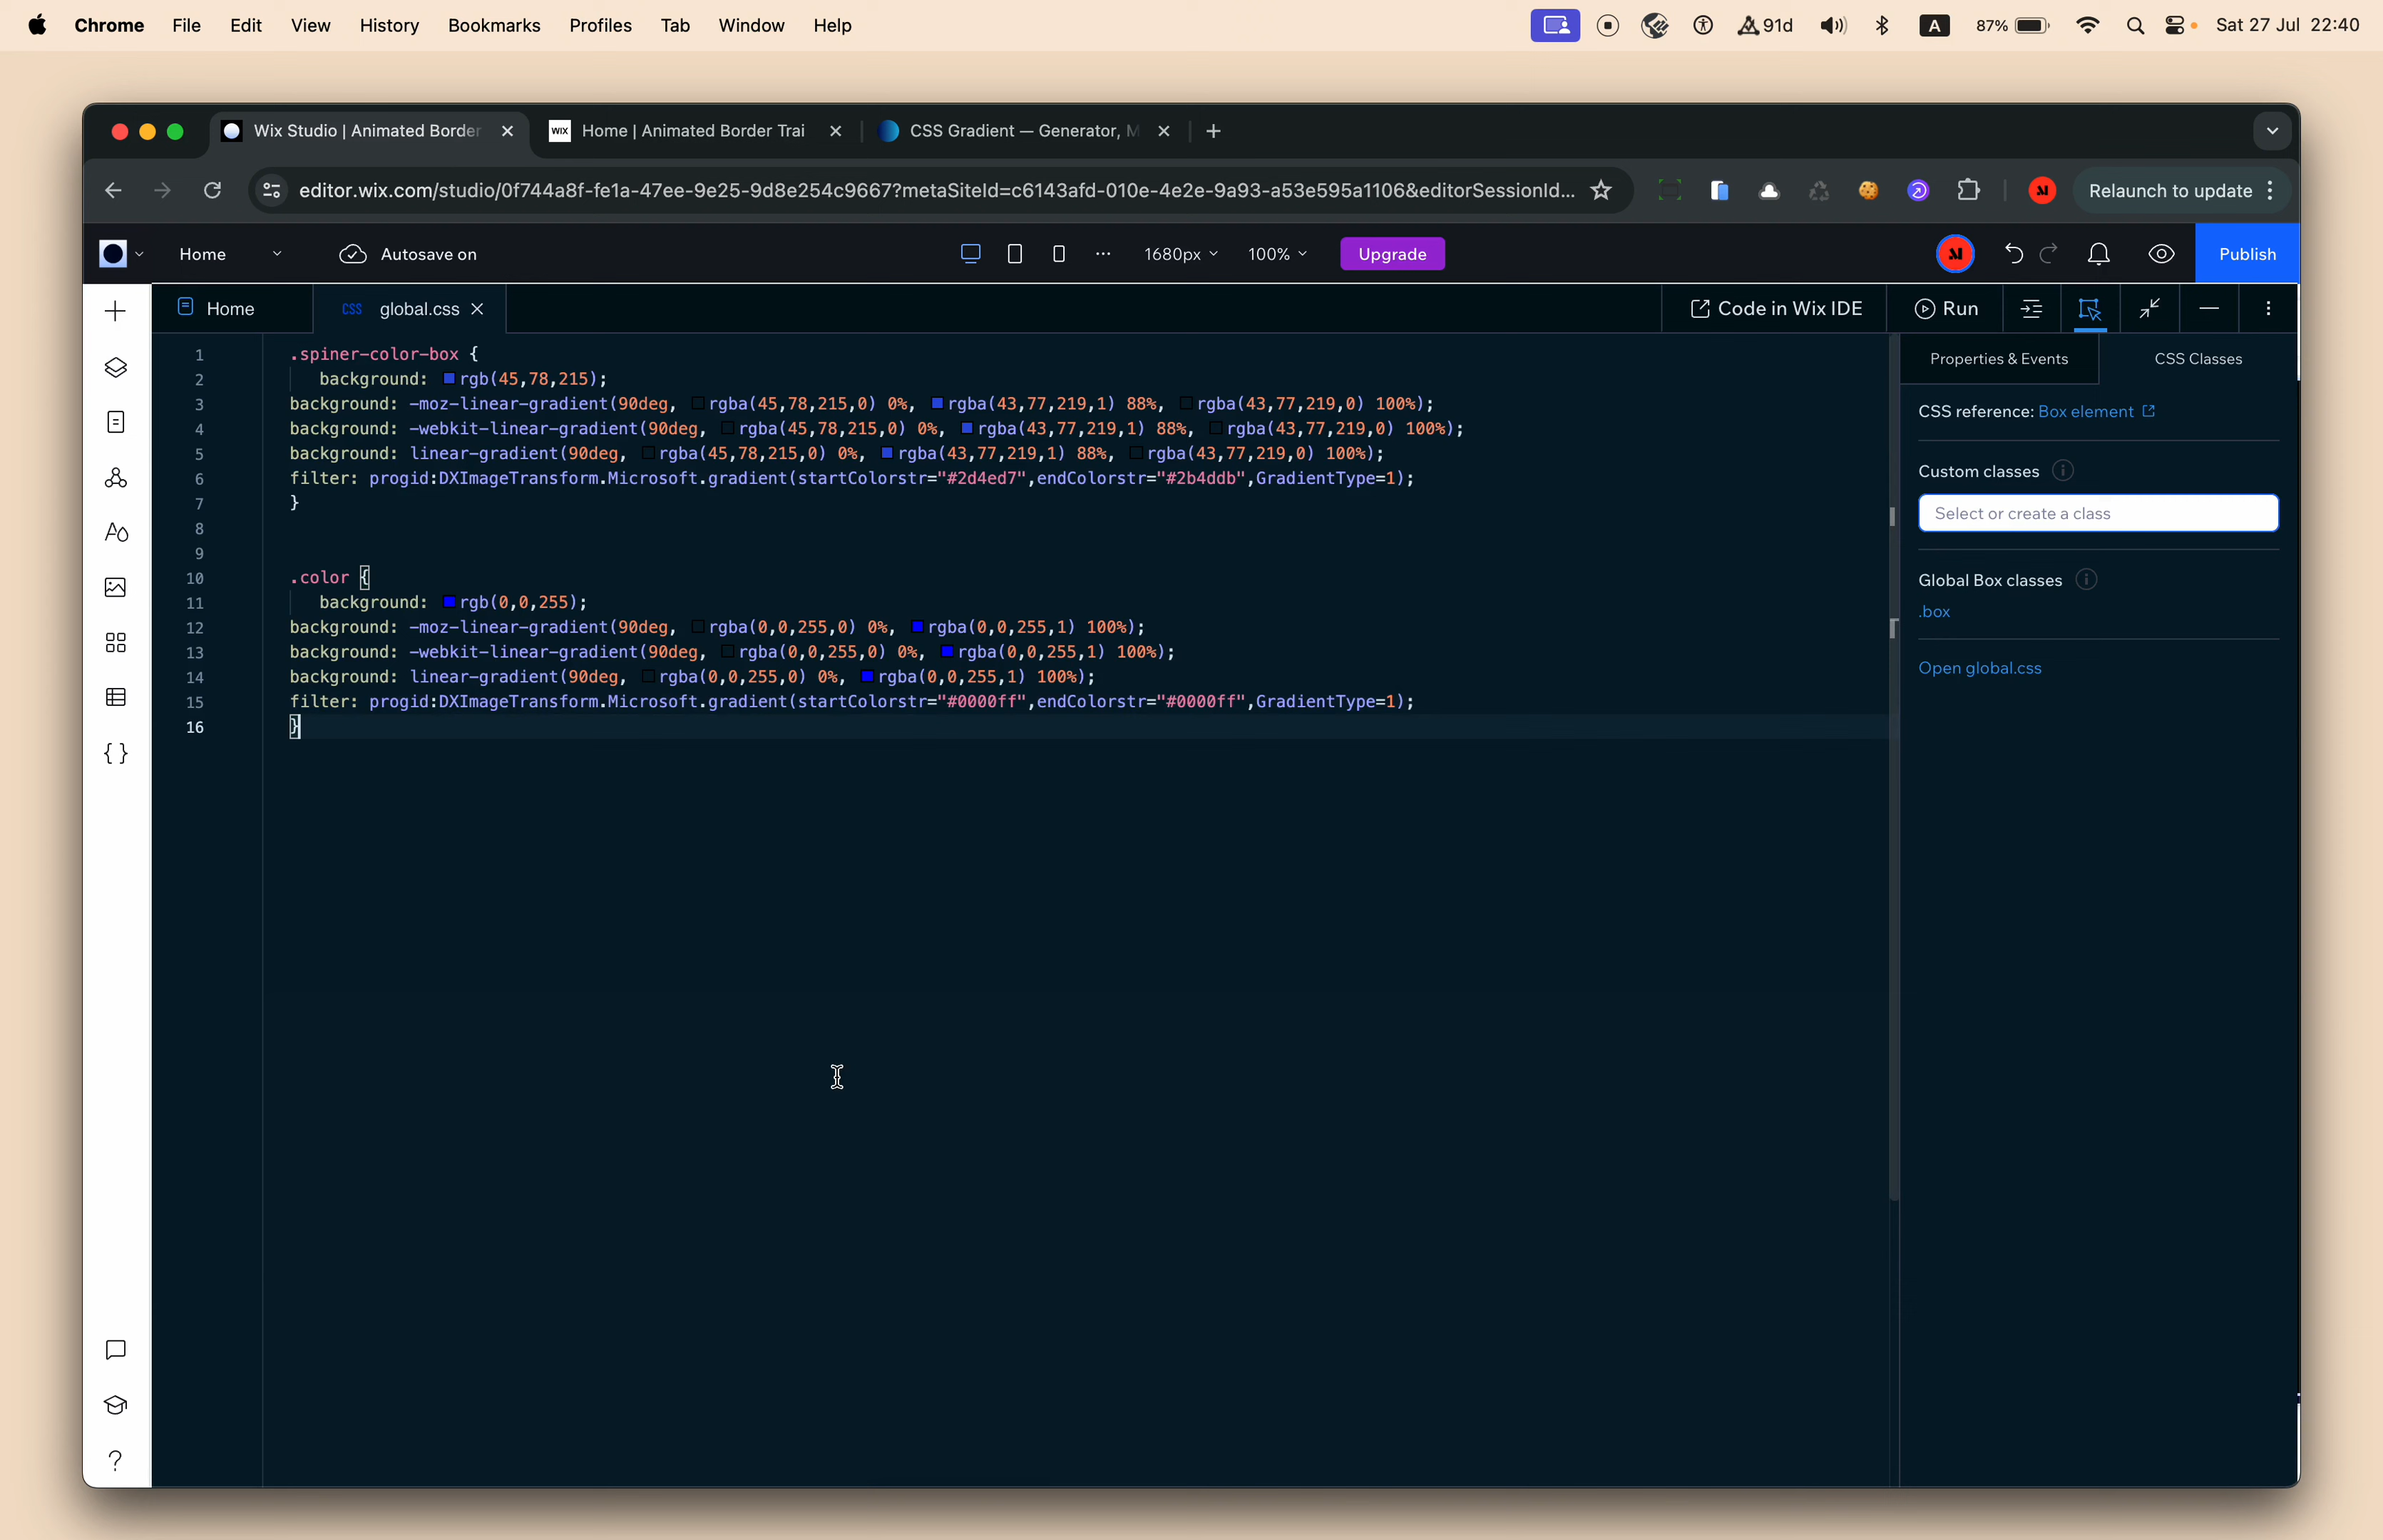 Chrome File Edit View History Bookmarks Profiles Tab Window Help
91d A 87% Sat 27 Jul 22:40
Wix Studio | Animated Border
WIX Home | Animated Border Trai
CSS Gradient — Generator, M
editor.wix.com/studio/0f744a8f-fe1a-47ee-9e25-9d8e254c9667?metaSiteId=c6143afd-010e-4e2e-9a93-a53e595a1106&editorSessionId...
Relaunch to update
Home Autosave on 1680px 100% Upgrade Publish
Home CSS global.css Code in Wix IDE Run
1 .spiner-color-box {
2 background: rgb(45,78,215);
3 background: -moz-linear-gradient(90deg, rgba(45,78,215,0) 0%, rgba(43,77,219,1) 88%, rgba(43,77,219,0) 100%);
4 background: -webkit-linear-gradient(90deg, rgba(45,78,215,0) 0%, rgba(43,77,219,1) 88%, rgba(43,77,219,0) 100%);
5 background: linear-gradient(90deg, rgba(45,78,215,0) 0%, rgba(43,77,219,1) 88%, rgba(43,77,219,0) 100%);
6 filter: progid:DXImageTransform.Microsoft.gradient(startColorstr="#2d4ed7",endColorstr="#2b4ddb",GradientType=1);
7 }
8
9
10 .color {
11 background: rgb(0,0,255);
12 background: -moz-linear-gradient(90deg, rgba(0,0,255,0) 0%, rgba(0,0,255,1) 100%);
13 background: -webkit-linear-gradient(90deg, rgba(0,0,255,0) 0%, rgba(0,0,255,1) 100%);
14 background: linear-gradient(90deg, rgba(0,0,255,0) 0%, rgba(0,0,255,1) 100%);
15 filter: progid:DXImageTransform.Microsoft.gradient(startColorstr="#0000ff",endColorstr="#0000ff",GradientType=1);
16 }
Properties & Events CSS Classes
CSS reference: Box element
Custom classes
Select or create a class
Global Box classes
.box
Open global.css